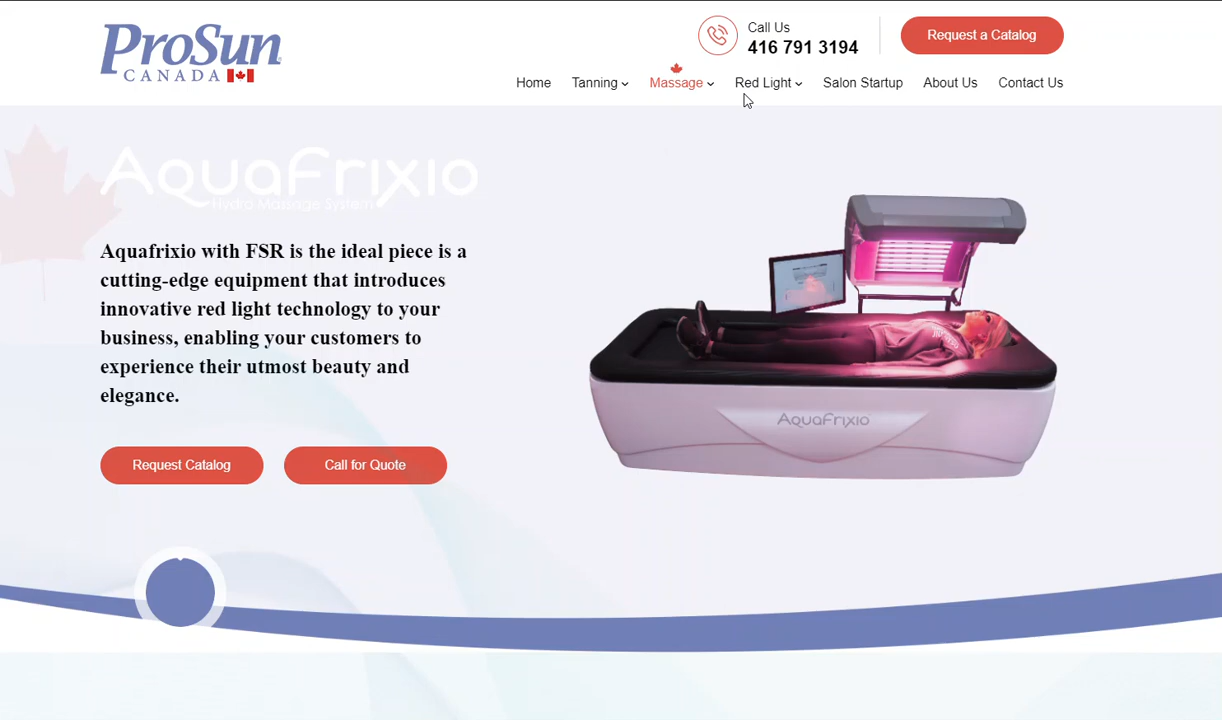 ProSun
CANADA
Call Us
416 791 3194
Request a Catalog
Home Tanning Massage Red Light Salon Startup About Us Contact Us
AquaFrixio
Hydro Massage System
Aquafrixio with FSR is the ideal piece is a
cutting-edge equipment that introduces
innovative red light technology to your
business, enabling your customers to
experience their utmost beauty and
elegance.
AquaFrixio
Request Catalog Call for Quote